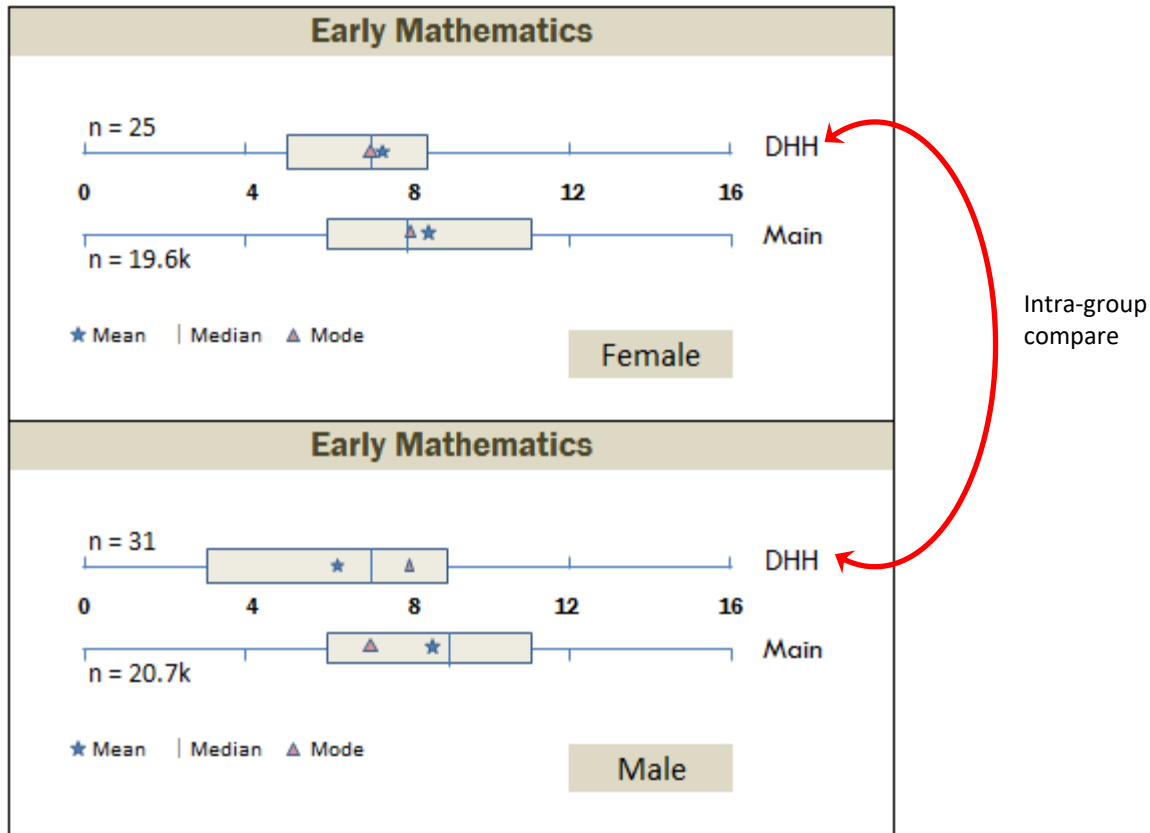 Early Mathematics
n = 25
DHH
0 4 8 12 16
Main
n = 19.6k
Mean | Median Mode
Female
Early Mathematics
n = 31
DHH
0 4 8 12 16
Main
n = 20.7k
Mean | Median Mode
Male
Intra-group
compare